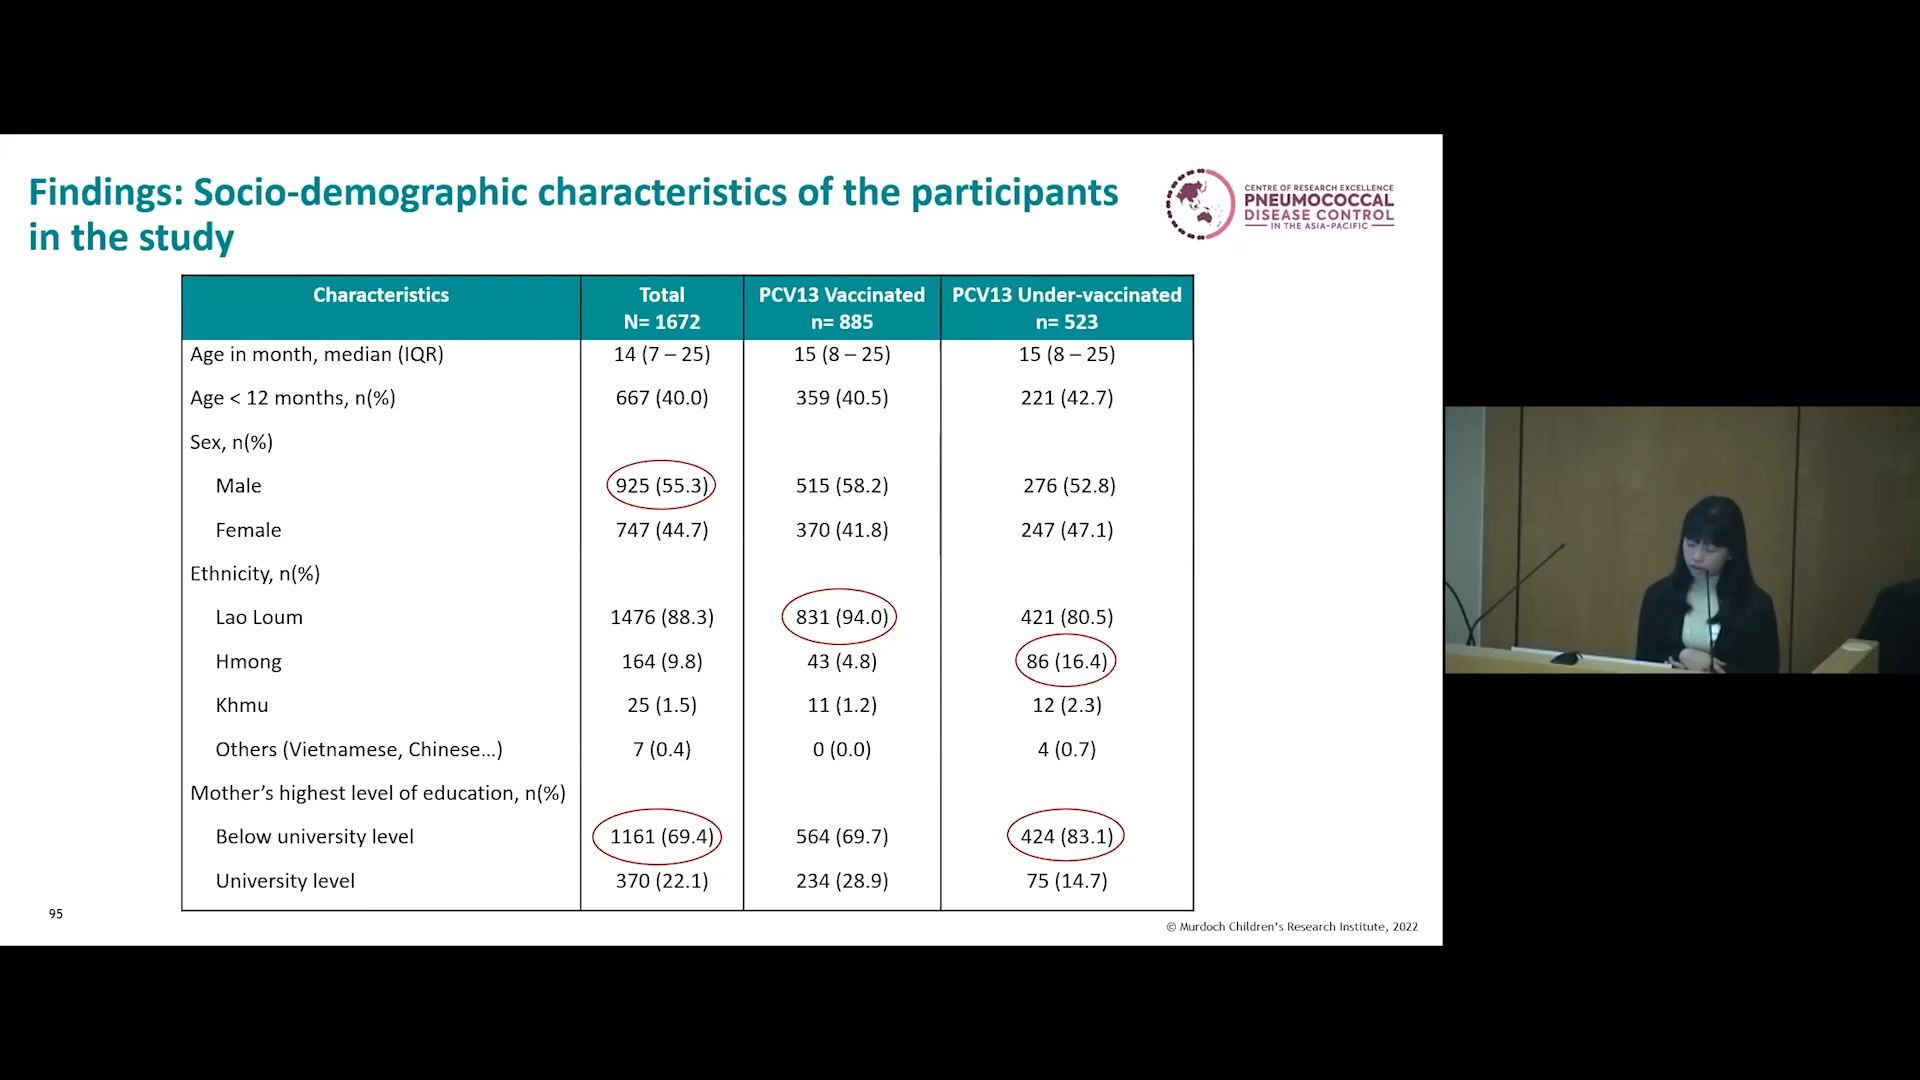 Findings: Socio-demographic characteristics of the participants
in the study
CENTRE OF RESEARCH EXCELLENCE
PNEUMOCOCCAL
DISEASE CONTROL
IN THE ASIA-PACIFIC
Characteristics Total N= 1672 PCV13 Vaccinated n= 885 PCV13 Under-vaccinated n= 523
Age in month, median (IQR) 14 (7 – 25) 15 (8 – 25) 15 (8 – 25)
Age < 12 months, n(%) 667 (40.0) 359 (40.5) 221 (42.7)
Sex, n(%)
Male 925 (55.3) 515 (58.2) 276 (52.8)
Female 747 (44.7) 370 (41.8) 247 (47.1)
Ethnicity, n(%)
Lao Loum 1476 (88.3) 831 (94.0) 421 (80.5)
Hmong 164 (9.8) 43 (4.8) 86 (16.4)
Khmu 25 (1.5) 11 (1.2) 12 (2.3)
Others (Vietnamese, Chinese...) 7 (0.4) 0 (0.0) 4 (0.7)
Mother's highest level of education, n(%)
Below university level 1161 (69.4) 564 (69.7) 424 (83.1)
University level 370 (22.1) 234 (28.9) 75 (14.7)
95
© Murdoch Children's Research Institute, 2022